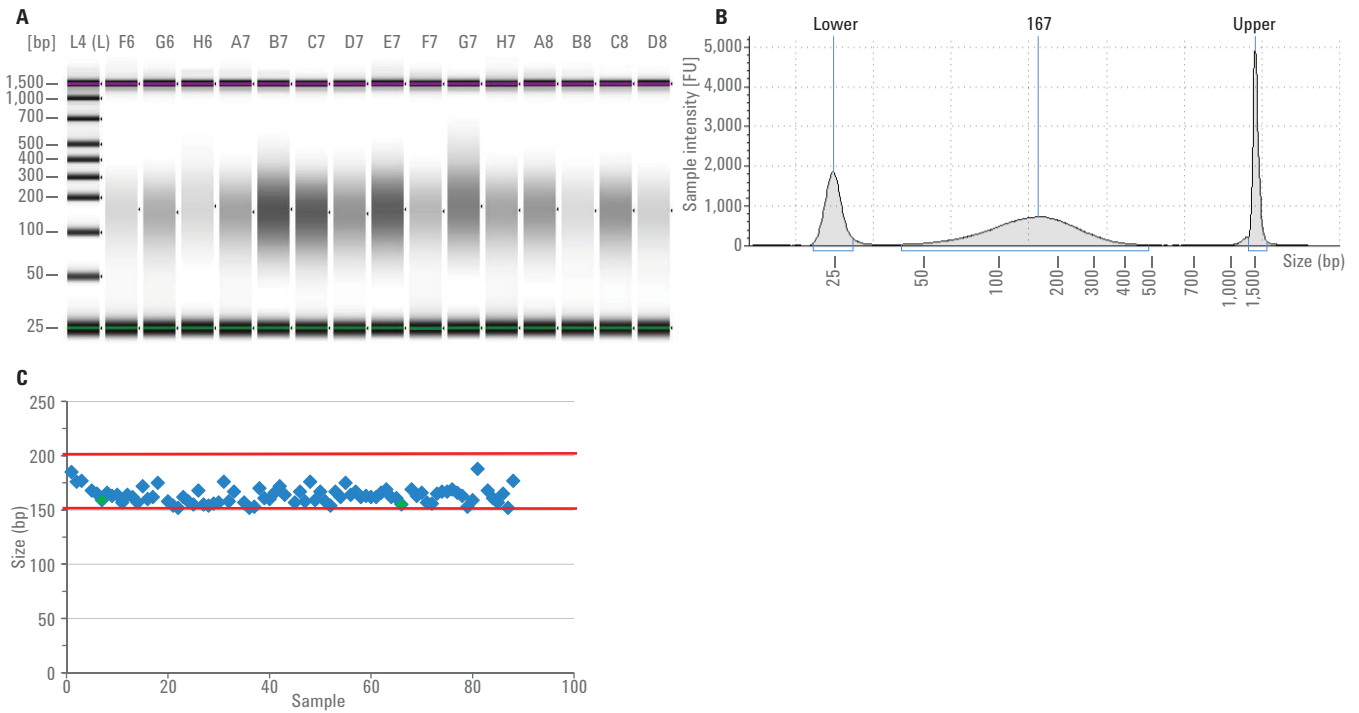 A
[bp] L4 (L) F6 G6 H6 A7 B7 C7 D7 E7 F7 G7 H7 A8 B8 C8 D8
1,500
1,000
700
500
400
300
200
100
50
25
B
Lower 167 Upper
Sample intensity [FU]
5,000
4,000
3,000
2,000
1,000
0
25 50 100 200 300 400 500 700 1,000 1,500
Size (bp)
C
Size (bp)
250
200
150
100
50
0
0 20 40 60 80 100
Sample